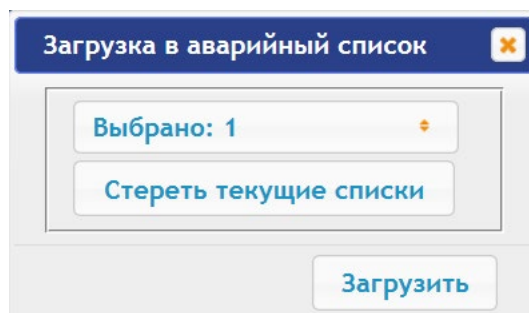 Загрузка в аварийный список
Выбрано: 1
Стереть текущие списки
Загрузить